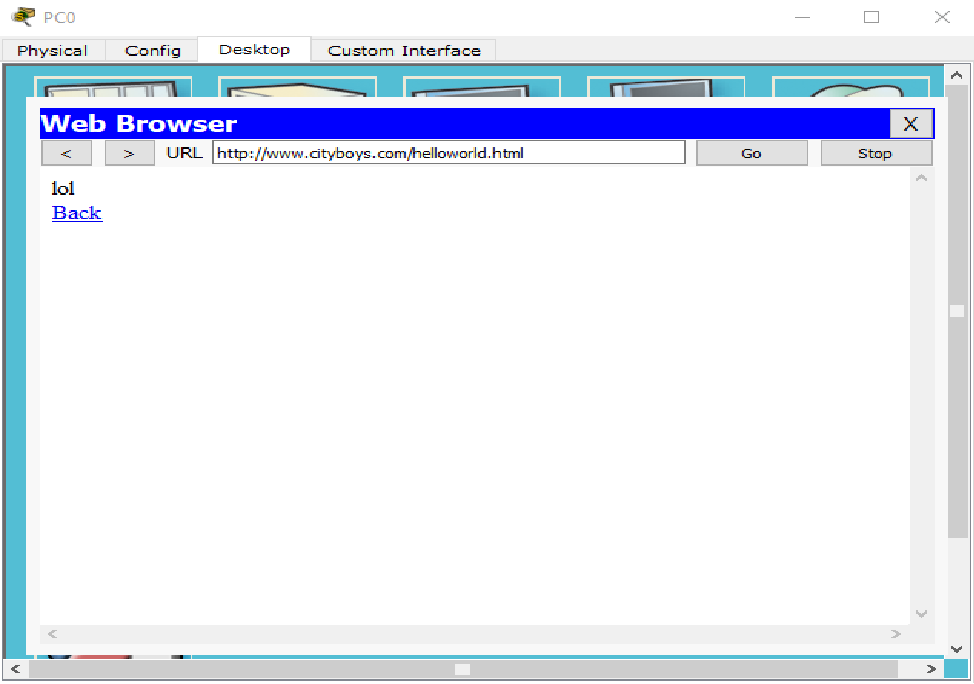 PC0
Physical Config Desktop Custom Interface
Web Browser X
< > URL http://www.cityboys.com/helloworld.html Go Stop
lol
Back